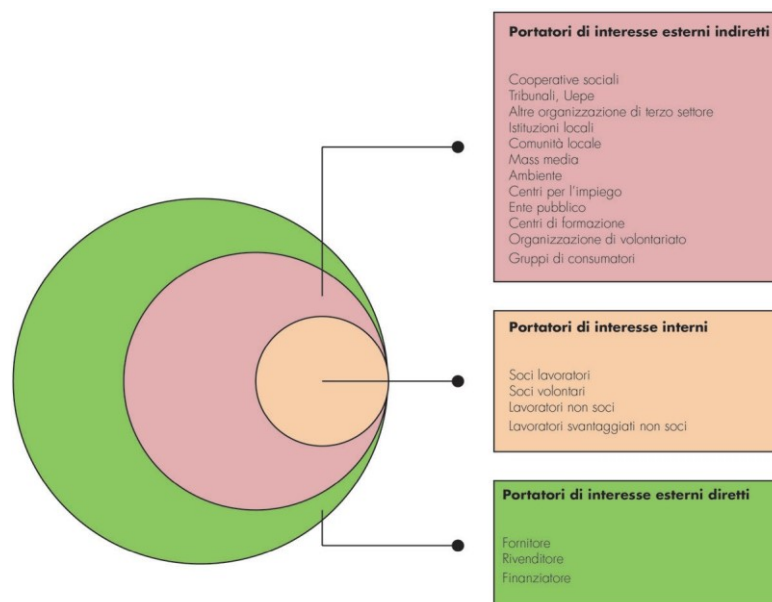 Portatori di interesse esterni indiretti
Cooperative sociali
Tribunali, Uepe
Altre organizzazione di terzo settore
Istituzioni locali
Comunità locale
Mass media
Ambiente
Centri per l'impiego
Ente pubblico
Centri di formazione
Organizzazione di volontariato
Gruppi di consumatori
Portatori di interesse interni
Soci lavoratori
Soci volontari
Lavoratori non soci
Lavoratori svantaggiati non soci
Portatori di interesse esterni diretti
Fornitore
Rivenditore
Finanziatore